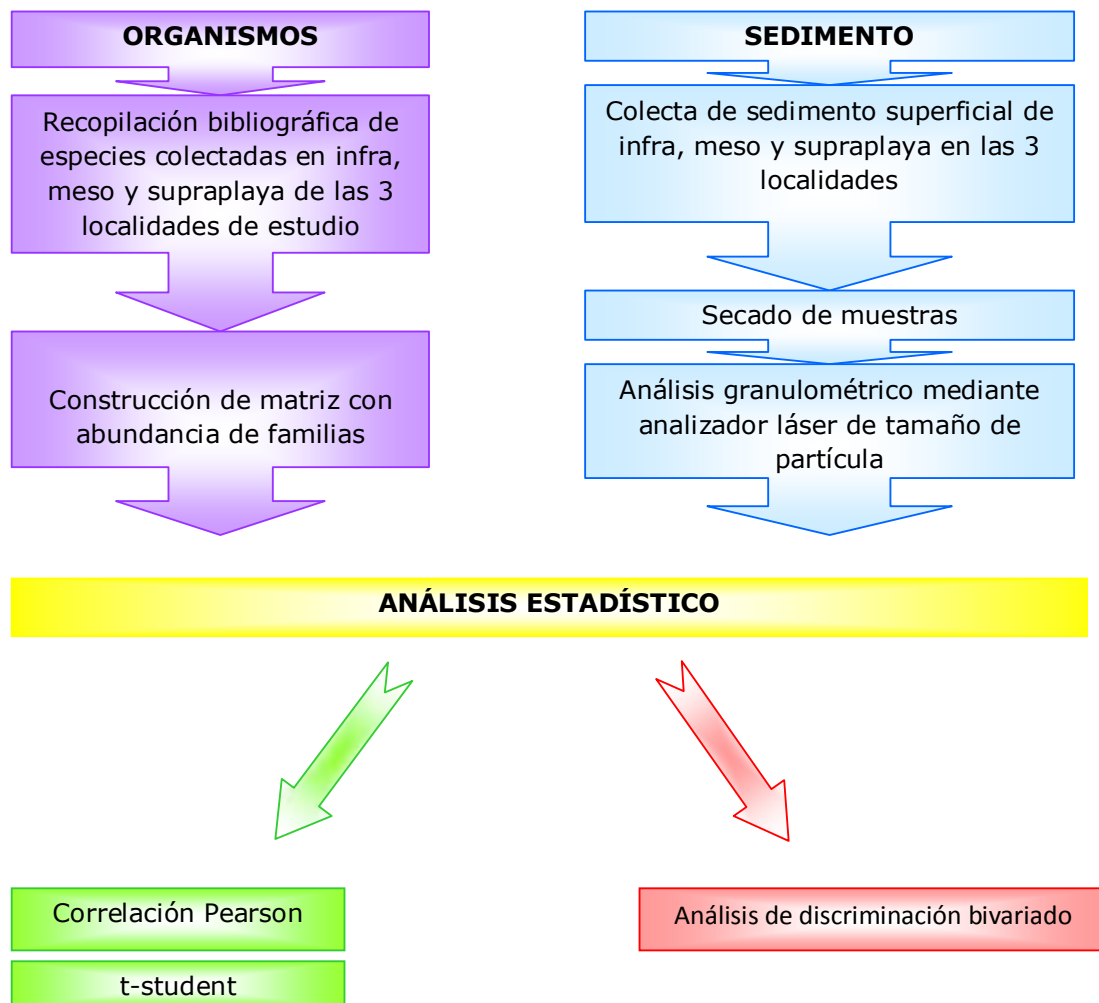 ORGANISMOS
Recopilación bibliográfica de
especies colectadas en infra,
meso y supraplaya de las 3
localidades de estudio
Construcción de matriz con
abundancia de familias
SEDIMENTO
Colecta de sedimento superficial de
infra, meso y supraplaya en las 3
localidades
Secado de muestras
Análisis granulométrico mediante
analizador láser de tamaño de
partícula
ANÁLISIS ESTADÍSTICO
Correlación Pearson
t-student
Análisis de discriminación bivariado